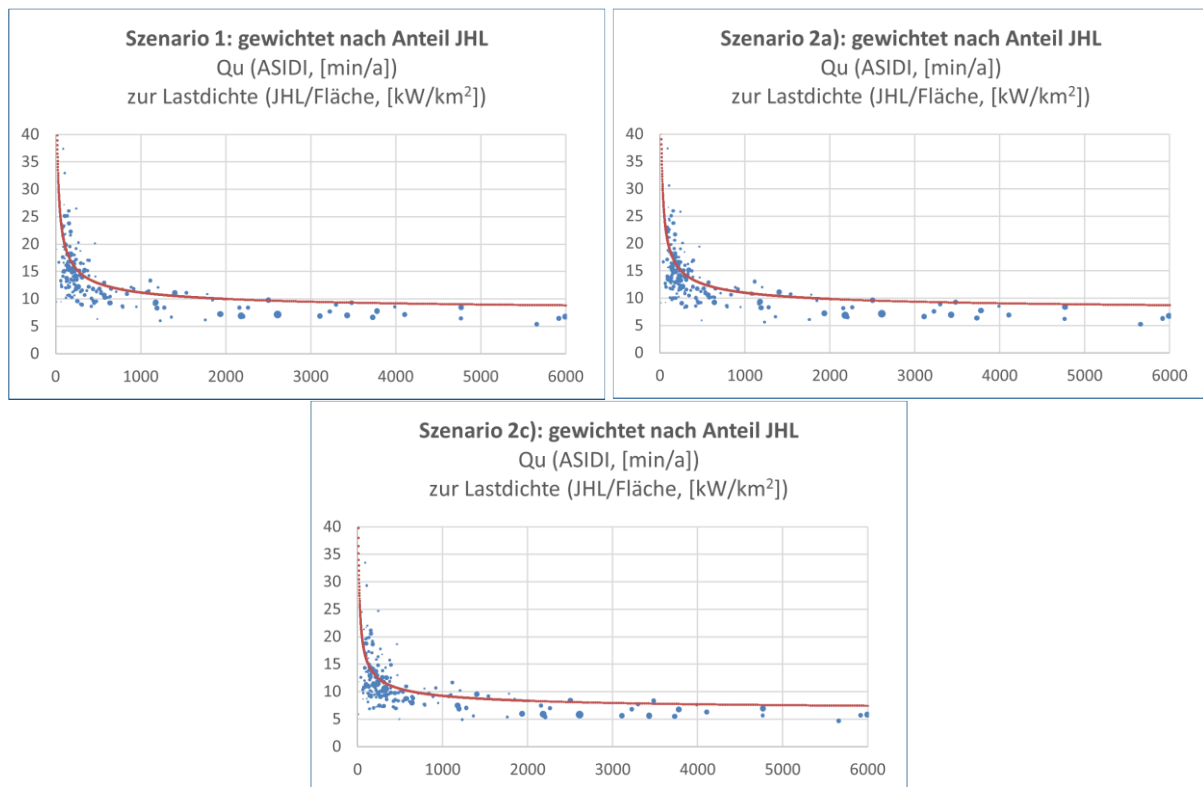 Szenario 1: gewichtet nach Anteil JHL
Qu (ASIDI, [min/a])
zur Lastdichte (JHL/Fläche, [kW/km²])
40
35
30
25
20
15
10
5
0
0 1000 2000 3000 4000 5000 6000
Szenario 2a): gewichtet nach Anteil JHL
Qu (ASIDI, [min/a])
zur Lastdichte (JHL/Fläche, [kW/km²])
40
35
30
25
20
15
10
5
0
0 1000 2000 3000 4000 5000 6000
Szenario 2c): gewichtet nach Anteil JHL
Qu (ASIDI, [min/a])
zur Lastdichte (JHL/Fläche, [kW/km²])
40
35
30
25
20
15
10
5
0
0 1000 2000 3000 4000 5000 6000